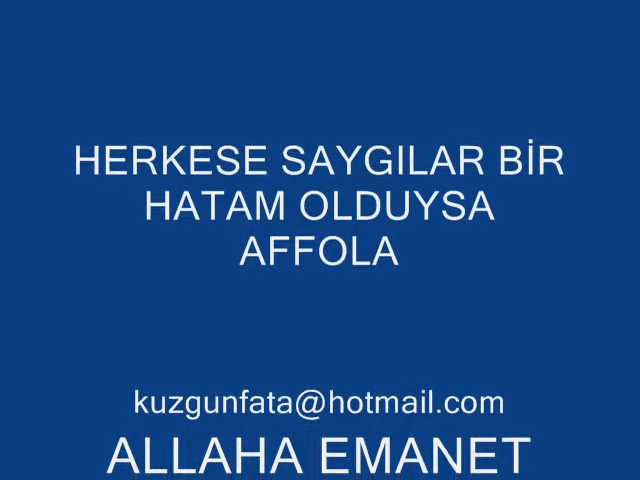 HERKESE SAYGILAR BİR
HATAM OLDUYSA
AFFOLA
kuzgunfata@hotmail.com
ALLAHA EMANET